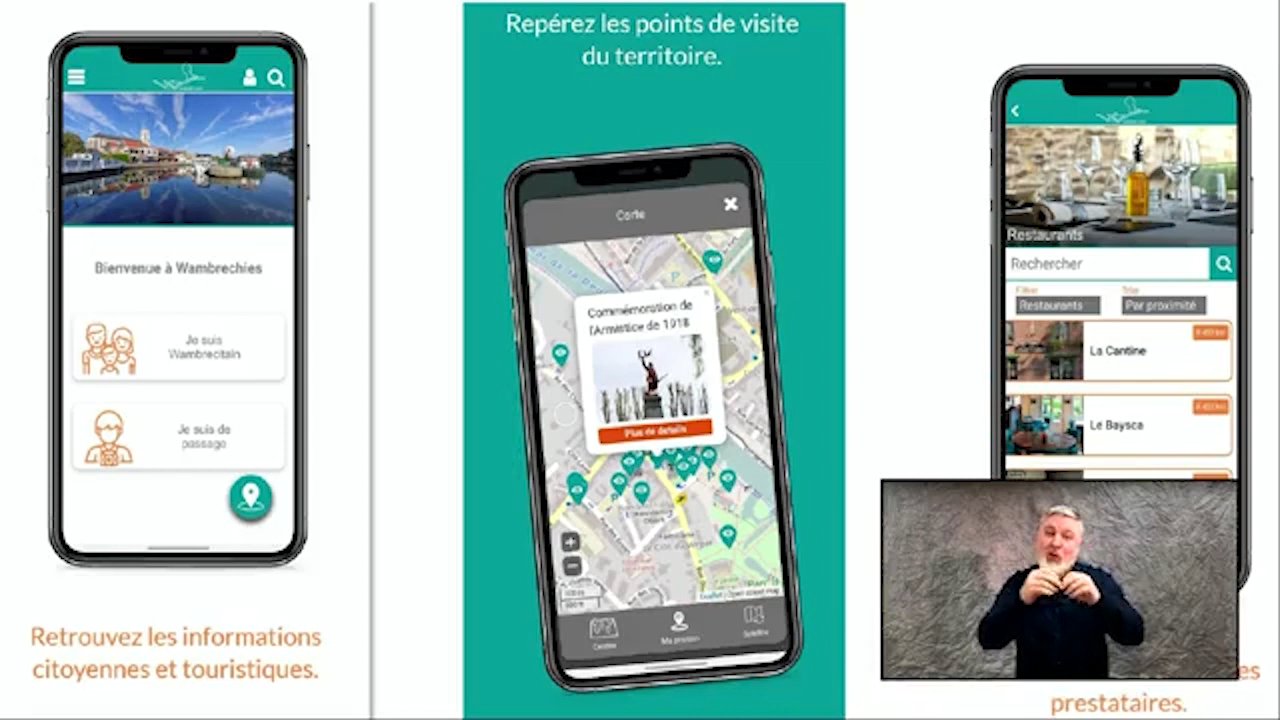 Bienvenue à Wambrechies
Je suis
Wambrecitain
Je suis de
passage
Retrouvez les informations
citoyennes et touristiques.
Repérez les points de visite
du territoire.
Carte
Commémoration de
l'Armistice de 1918
Plus de détails
Centrer
Ma position
Satellite
Restaurants
Rechercher
Filtrer
Trier
Restaurants
Par proximité
La Cantine
Le Baysca
es
prestataires.